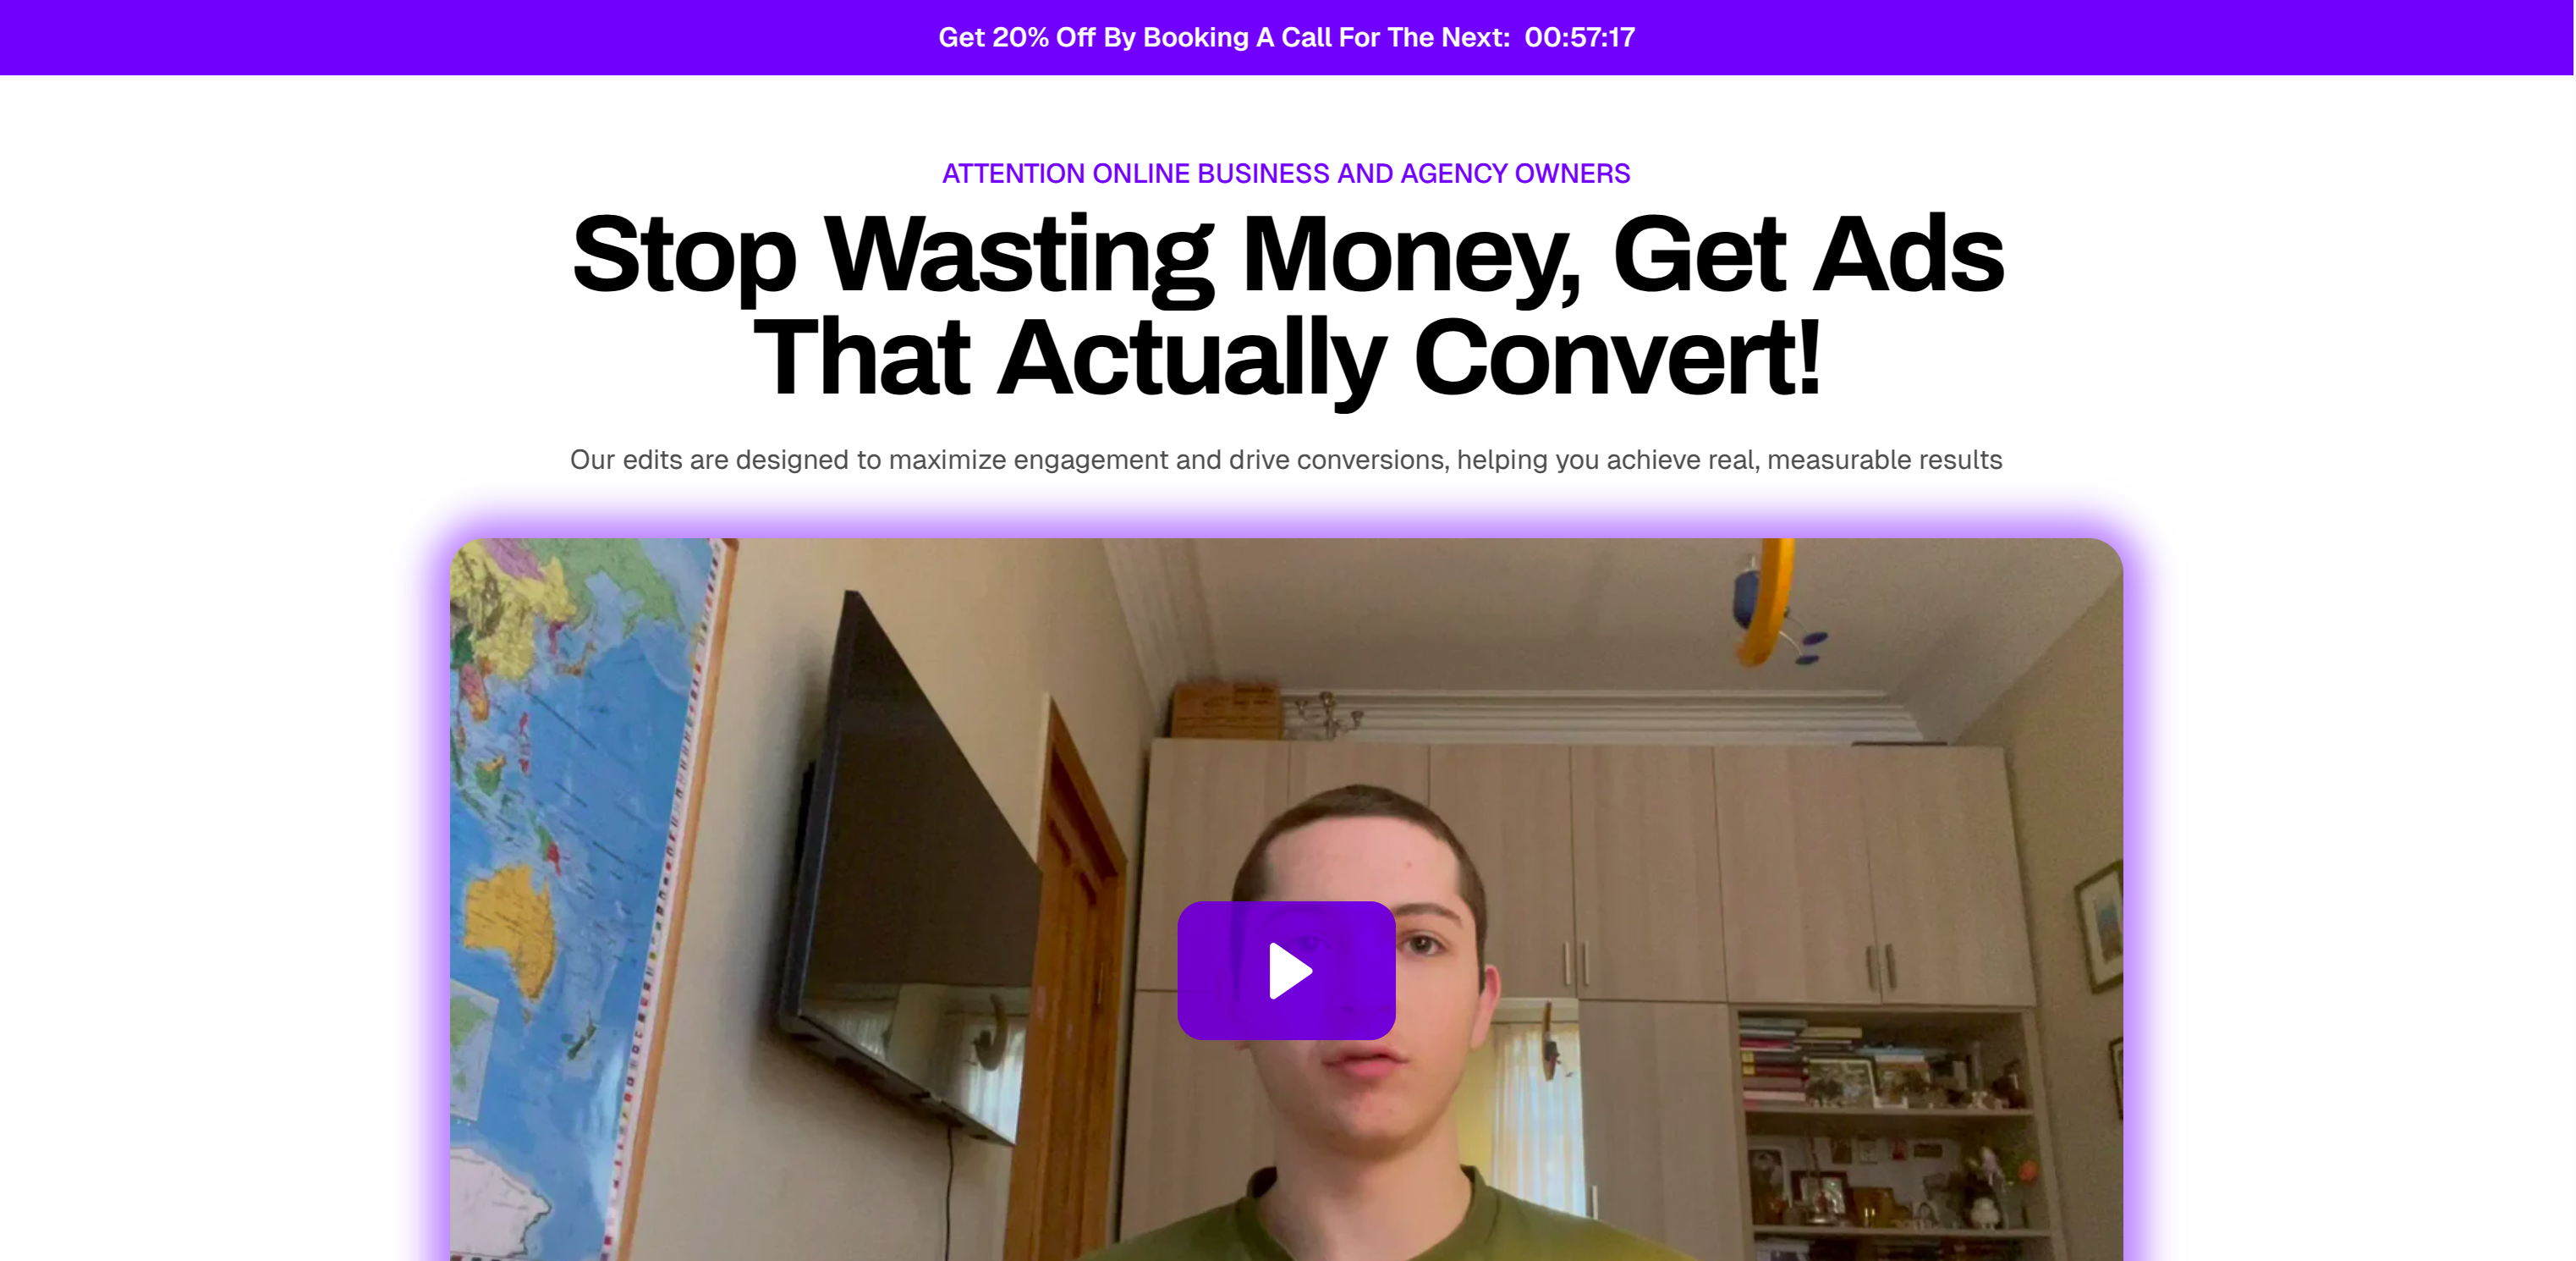 Get 20% Off By Booking A Call For The Next: 00:57:17
ATTENTION ONLINE BUSINESS AND AGENCY OWNERS
Stop Wasting Money, Get Ads
That Actually Convert!
Our edits are designed to maximize engagement and drive conversions, helping you achieve real, measurable results